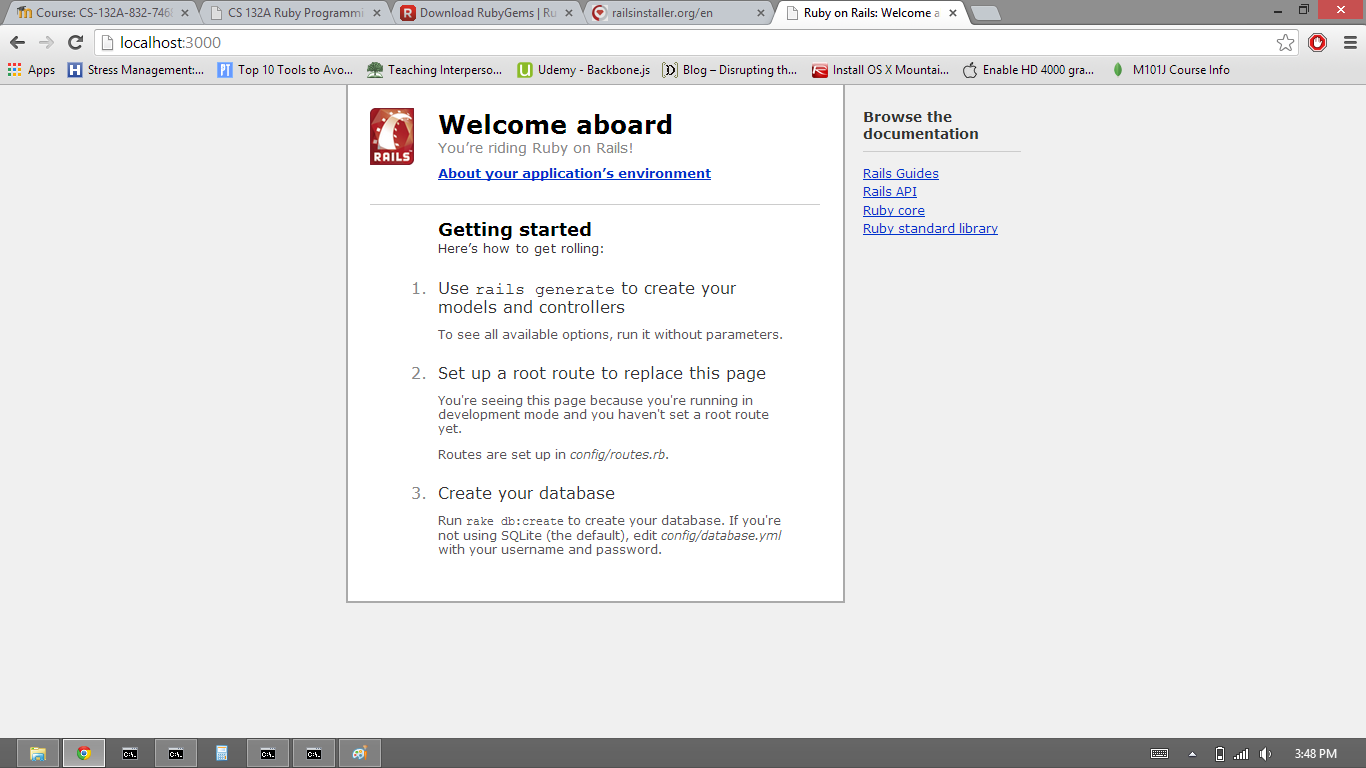 Course: CS-132A-832-746
CS 132A Ruby Programmi
Download RubyGems | Ru
railsinstaller.org/en
Ruby on Rails: Welcome a
localhost:3000
Apps
Stress Management:...
Top 10 Tools to Avo...
Teaching Interperso...
Udemy - Backbone.js
Blog – Disrupting th...
Install OS X Mountai...
Enable HD 4000 gra...
M101J Course Info
RAILS
Welcome aboard
You're riding Ruby on Rails!
About your application's environment
Getting started
Here's how to get rolling:
1. Use rails generate to create your
models and controllers
To see all available options, run it without parameters.
2. Set up a root route to replace this page
You're seeing this page because you're running in
development mode and you haven't set a root route
yet.
Routes are set up in config/routes.rb.
3. Create your database
Run rake db:create to create your database. If you're
not using SQLite (the default), edit config/database.yml
with your username and password.
Browse the
documentation
Rails Guides
Rails API
Ruby core
Ruby standard library
3:48 PM